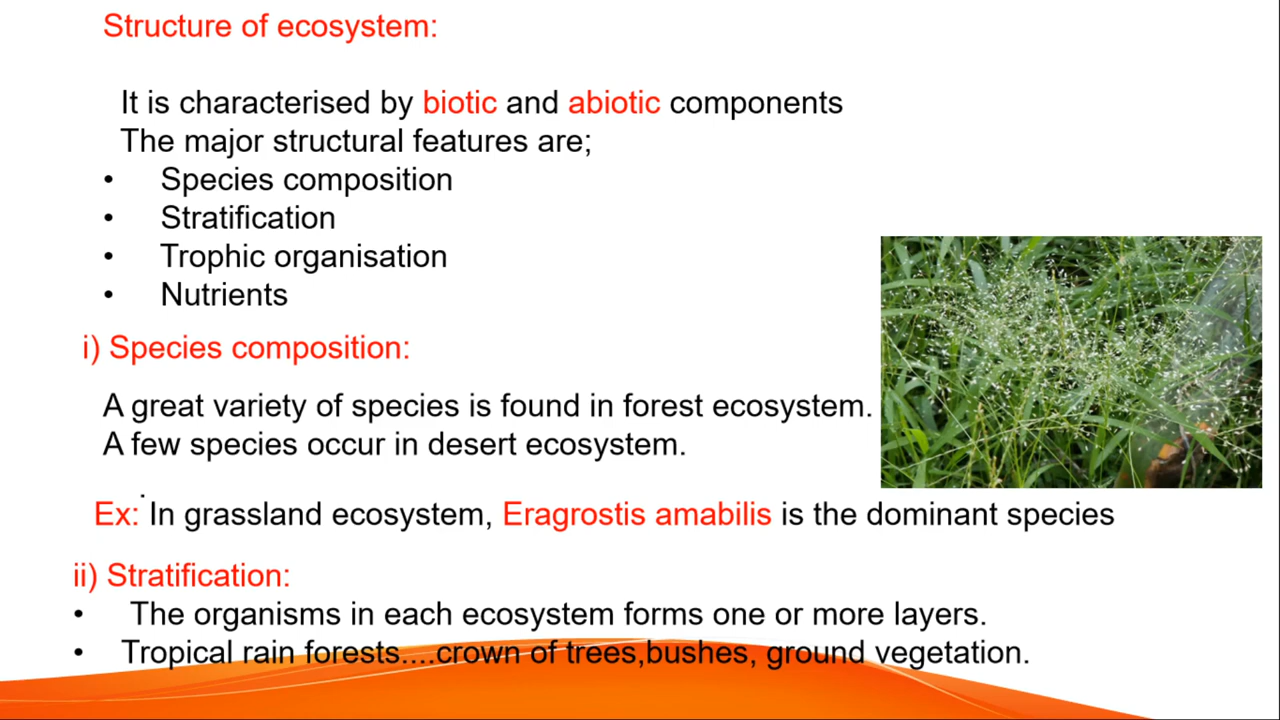 Structure of ecosystem:
It is characterised by biotic and abiotic components
The major structural features are;
• Species composition
• Stratification
• Trophic organisation
• Nutrients
i) Species composition:
A great variety of species is found in forest ecosystem.
A few species occur in desert ecosystem.
Ex: In grassland ecosystem, Eragrostis amabilis is the dominant species
ii) Stratification:
• The organisms in each ecosystem forms one or more layers.
• Tropical rain forests....crown of trees,bushes, ground vegetation.